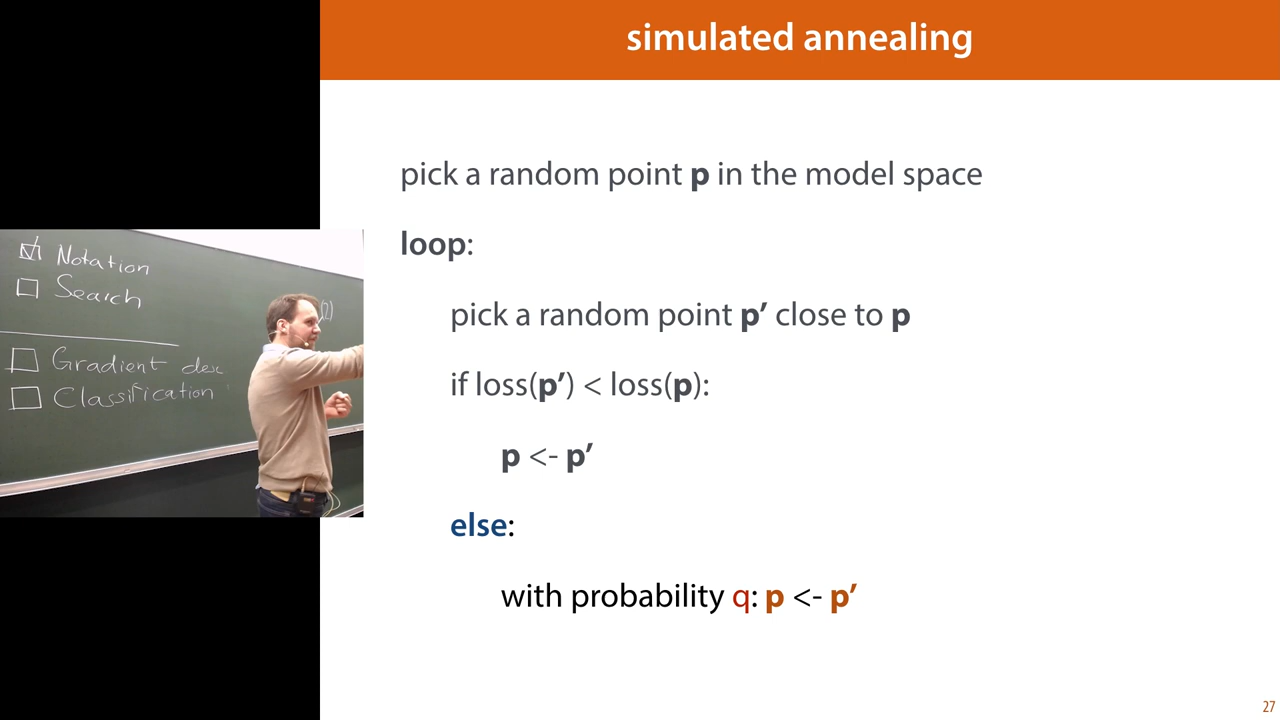 simulated annealing
pick a random point p in the model space
loop:
pick a random point p’ close to p
if loss(p’) < loss(p):
p <- p’
else:
with probability q: p <- p’
27
Notation
Search
Gradient desc
Classification